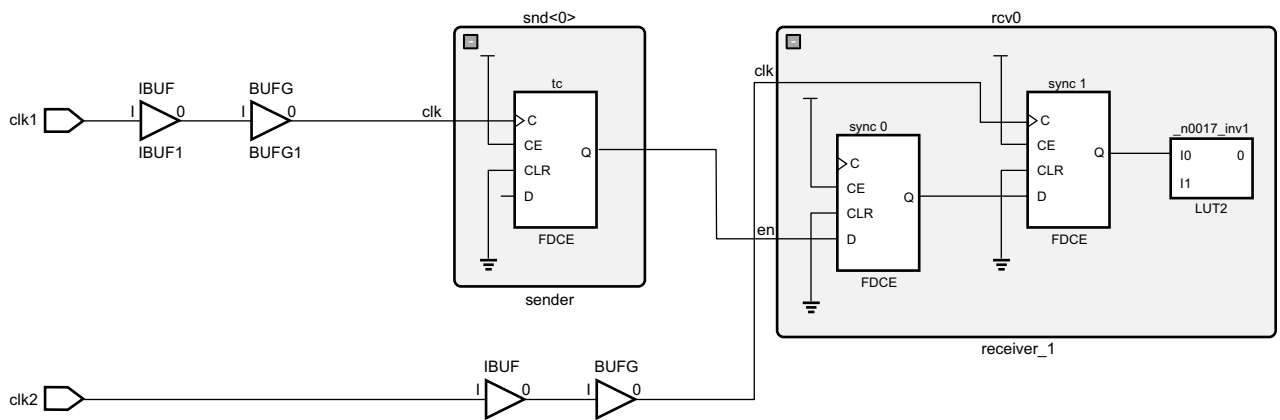 snd<0>
rcv0
-
-
IBUF
BUFG
tc
clk
sync 1
clk1
I
0
I
0
clk
C
C
_n0017_inv1
IBUF1
BUFG1
CE
sync 0
CE
Q
I0
0
Q
CLR
C
CLR
I1
D
CE
Q
D
LUT2
CLR
FDCE
en
D
FDCE
FDCE
sender
receiver_1
IBUF
BUFG
clk2
I
0
I
0